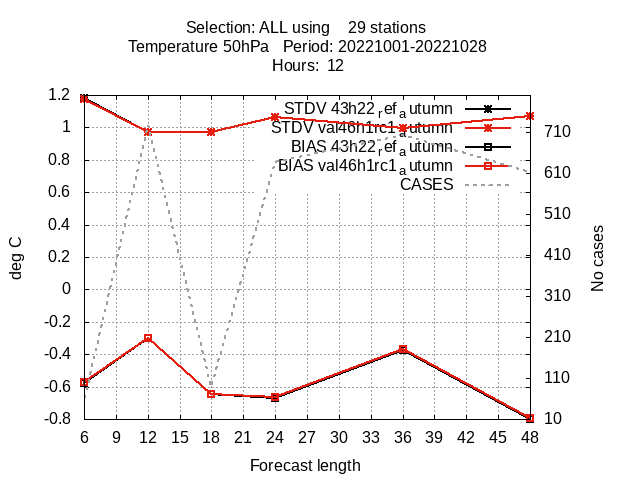 Selection: ALL using    29 stations
Temperature 50hPa   Period: 20221001-20221028
Hours:  12
STDV 43h22ref_autumn
STDV val46h1rc1_autumn
BIAS 43h22ref_autumn
BIAS val46h1rc1_autumn
CASES
1.2
1
0.8
0.6
0.4
0.2
0
-0.2
-0.4
-0.6
-0.8
deg C
710
610
510
410
310
210
110
10
No cases
6 9 12 15 18 21 24 27 30 33 36 39 42 45 48
Forecast length